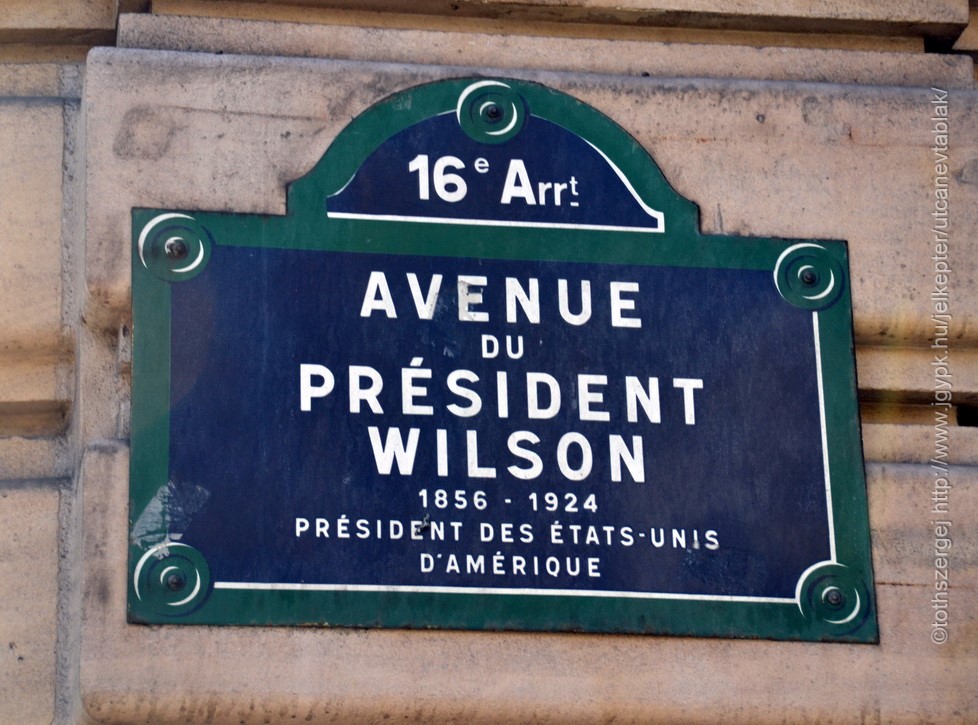 16e Arrt
AVENUE
DU
PRÉSIDENT
WILSON
1856 - 1924
PRÉSIDENT DES ÉTATS-UNIS
D'AMÉRIQUE
©tothszergej http://www.jgypk.hu/jelkepter/utcanevtablak/